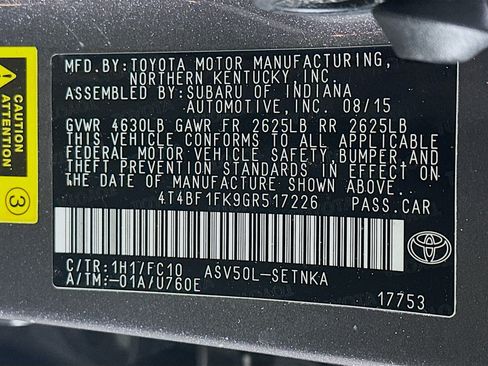 MFD.BY:TOYOTA MOTOR MANUFACTURING,
NORTHERN KENTUCKY,INC.
ASSEMBLED BY:SUBARU OF INDIANA
AUTOMOTIVE,INC. 08/15
GVWR 4630LB GAWR FR 2625LB RR 2625LB
THIS VEHICLE CONFORMS TO ALL APPLICABLE
FEDERAL MOTOR VEHICLE SAFETY,BUMPER,AND
THEFT PREVENTION STANDARDS IN EFFECT ON
THE DATE OF MANUFACTURE SHOWN ABOVE.
4T4BF1FK9GR517226 PASS.CAR
C/TR:1H17/FC10 ASV50L-SETNKA
A/TM:-01A/U760E
17753
TOYOTA
CAUTION
ATTENTION
3